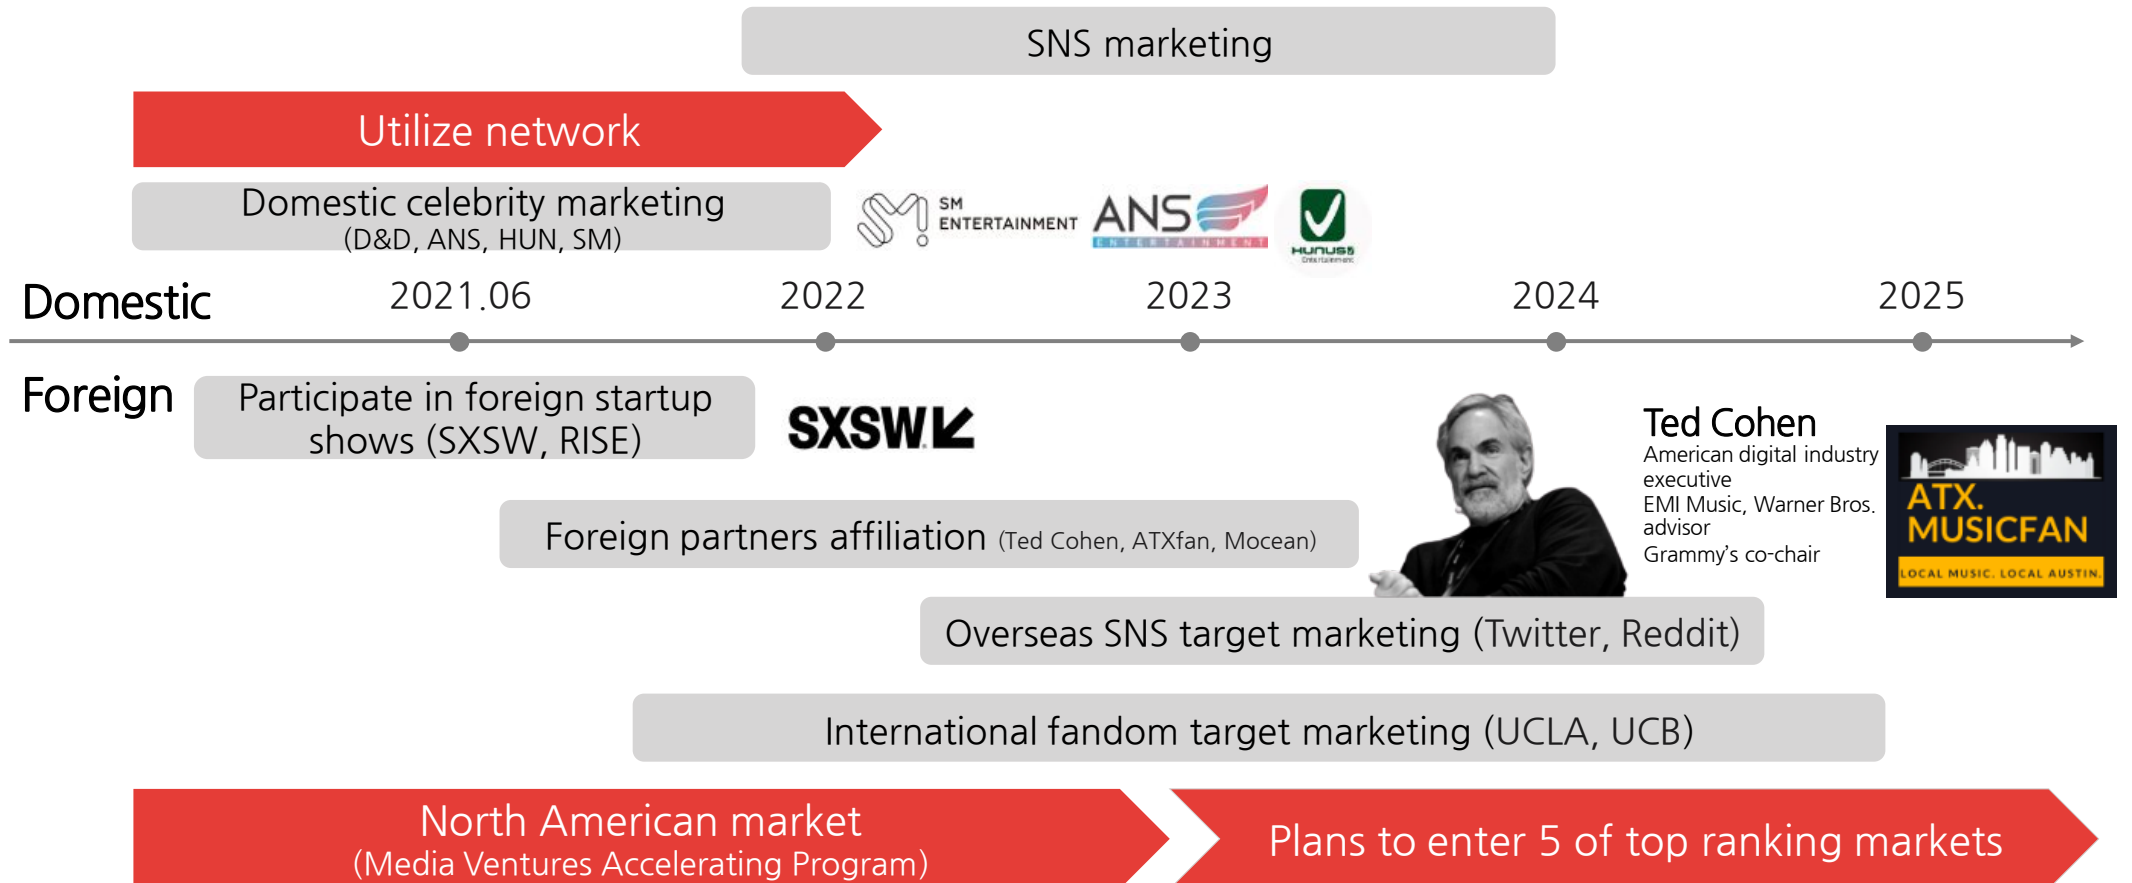 SNS marketing
Utilize network
Domestic celebrity marketing
(D&D, ANS, HUN, SM)
SM
ENTERTAINMENT
ANS
ENTERTAINMENT
HUNUS
Entertainment
Domestic
2021.06
2022
2023
2024
2025
Foreign
Participate in foreign startup
shows (SXSW, RISE)
SXSW
Foreign partners affiliation (Ted Cohen, ATXfan, Mocean)
Ted Cohen
American digital industry
executive
EMI Music, Warner Bros.
advisor
Grammy’s co-chair
ATX.
MUSICFAN
LOCAL MUSIC. LOCAL AUSTIN.
Overseas SNS target marketing (Twitter, Reddit)
International fandom target marketing (UCLA, UCB)
North American market
(Media Ventures Accelerating Program)
Plans to enter 5 of top ranking markets